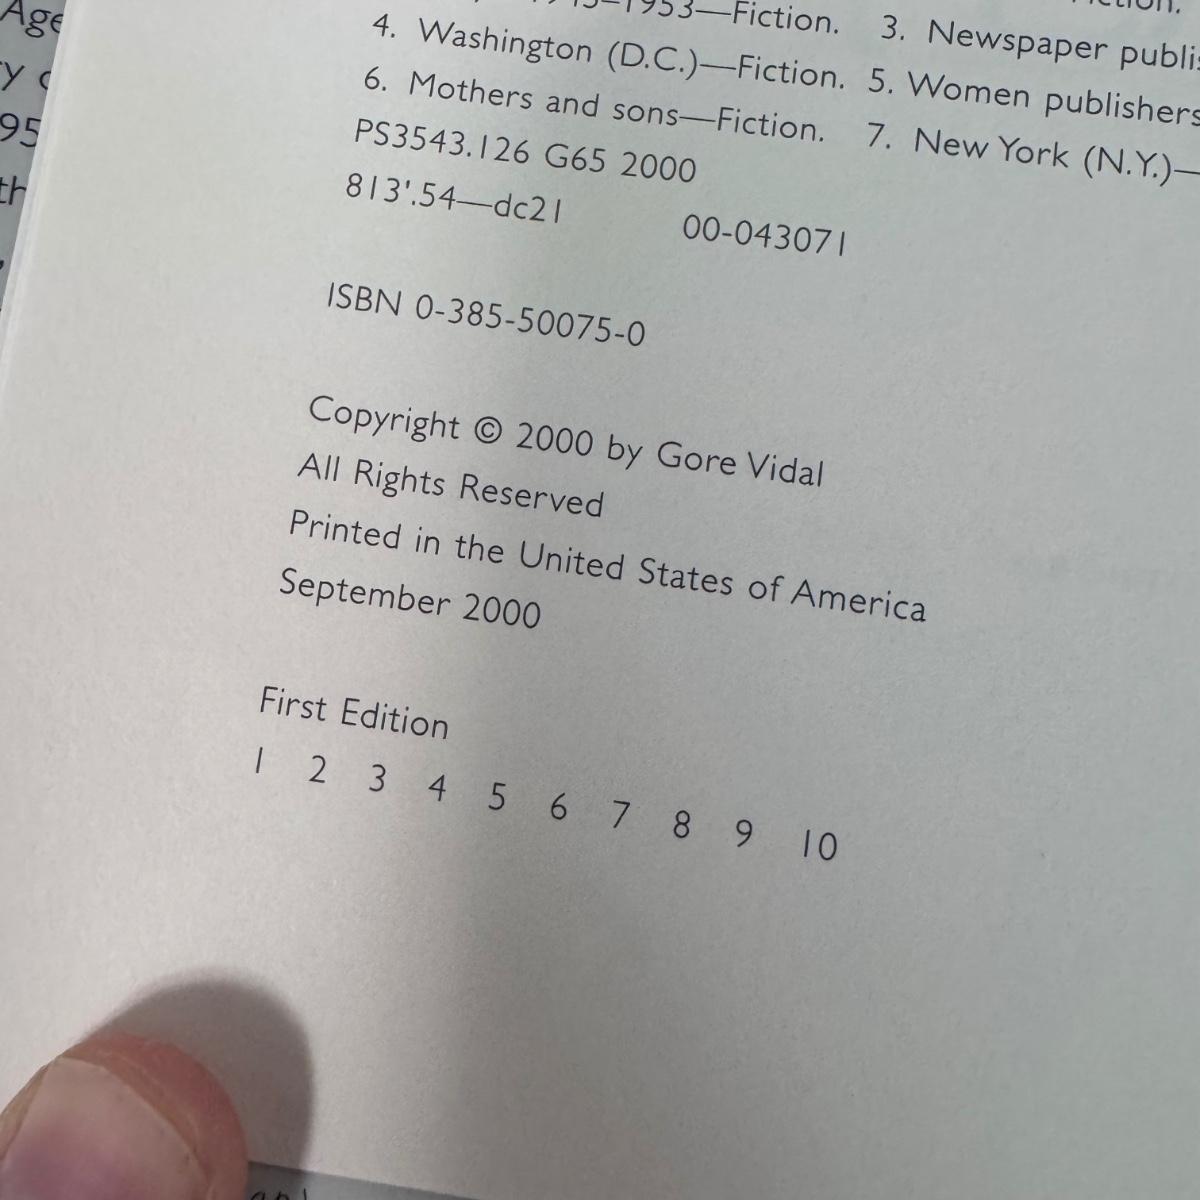 Age
1953—Fiction. 3. Newspaper
4. Washington (D.C.)—Fiction. 5. Women publishers
6. Mothers and sons—Fiction. 7. New York (N.Y.)—
PS3543.126 G65 2000
813'.54—dc21 00-043071
ISBN 0-385-50075-0
Copyright © 2000 by Gore Vidal
All Rights Reserved
Printed in the United States of America
September 2000
First Edition
1 2 3 4 5 6 7 8 9 10